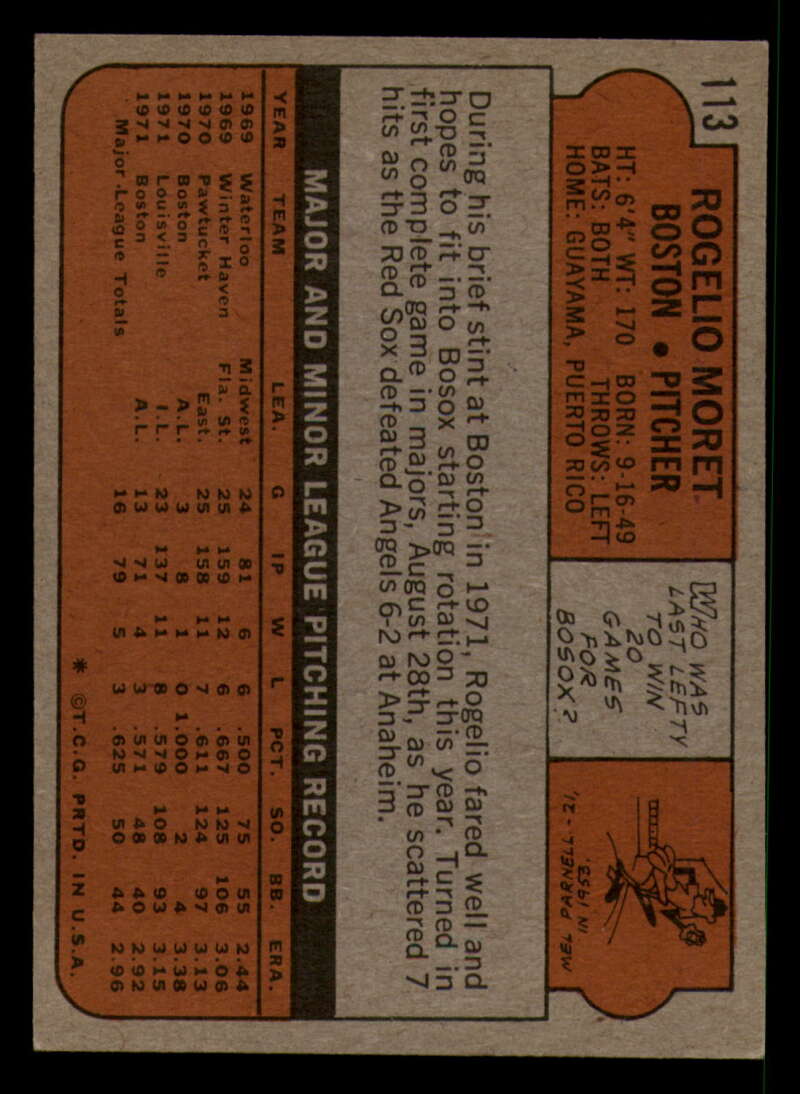 113
ROGELIO MORET
BOSTON • PITCHER
HT: 6'4" WT: 170 BORN: 9-16-49
BATS: BOTH THROWS: LEFT
HOME: GUAYAMA, PUERTO RICO
WHO WAS
LAST LEFTY
TO WIN
20
GAMES
FOR
BOSOX?
MEL PARNELL - 21,
IN 1953.
During his brief stint at Boston in 1971, Rogelio fared well and
hopes to fit into Bosox starting rotation this year. Turned in
first complete game in majors, August 28th, as he scattered 7
hits as the Red Sox defeated Angels 6-2 at Anaheim.
MAJOR AND MINOR LEAGUE PITCHING RECORD
YEAR TEAM LEA. G IP W L PCT. SO. BB. ERA.
1969 Waterloo Midwest 24 81 6 6 .500 75 55 2.44
1969 Winter Haven Fla. St. 25 159 12 6 .667 125 106 3.06
1970 Pawtucket East. 25 158 11 7 .611 124 97 3.13
1970 Boston A.L. 3 8 1 0 1.000 2 4 3.38
1971 Louisville I.L. 23 137 11 8 .579 108 93 3.15
1971 Boston A.L. 13 71 4 3 .571 48 40 2.92
Major League Totals 16 79 5 3 .625 50 44 2.96
* ©T.C.G. PRTD. IN U.S.A.